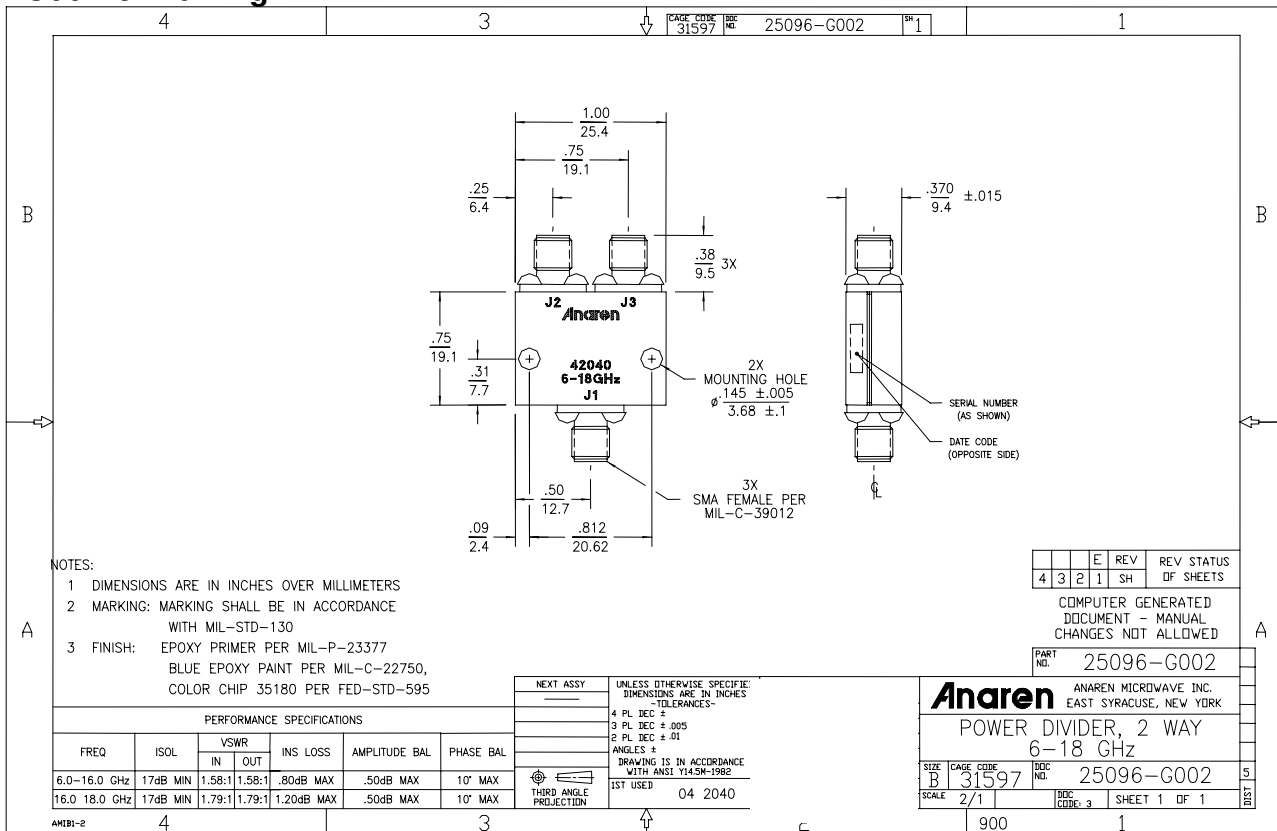 4 3 1
CAGE CODE 31597 DOC NO. 25096-G002 SH 1
1.00
25.4
.75
19.1
.25
6.4
.370
9.4 ±.015
.38
9.5 3X
B B
J2 J3
Anaren
.75
19.1
.31
7.7
42040
6-18GHz
J1
2X
MOUNTING HOLE
ø .145 ±.005
3.68 ±.1
SERIAL NUMBER
(AS SHOWN)
DATE CODE
(OPPOSITE SIDE)
.50
12.7
3X
SMA FEMALE PER
MIL-C-39012
.09
2.4
.812
20.62
NOTES:
1 DIMENSIONS ARE IN INCHES OVER MILLIMETERS
2 MARKING: MARKING SHALL BE IN ACCORDANCE
WITH MIL-STD-130
3 FINISH: EPOXY PRIMER PER MIL-P-23377
BLUE EPOXY PAINT PER MIL-C-22750,
COLOR CHIP 35180 PER FED-STD-595
A A
E REV REV STATUS
4 3 2 1 SH OF SHEETS
COMPUTER GENERATED
DOCUMENT - MANUAL
CHANGES NOT ALLOWED
PART NO. 25096-G002
PERFORMANCE SPECIFICATIONS
FREQ ISOL VSWR INS LOSS AMPLITUDE BAL PHASE BAL
IN OUT
6.0-16.0 GHz 17dB MIN 1.58:1 1.58:1 .80dB MAX .50dB MAX 10° MAX
16.0 18.0 GHz 17dB MIN 1.79:1 1.79:1 1.20dB MAX .50dB MAX 10° MAX
NEXT ASSY
THIRD ANGLE
PROJECTION
UNLESS OTHERWISE SPECIFIE
DIMENSIONS ARE IN INCHES
-TOLERANCES-
4 PL DEC ±
3 PL DEC ± .005
2 PL DEC ± .01
ANGLES ±
DRAWING IS IN ACCORDANCE
WITH ANSI Y14.5M-1982
1ST USED 04 2040
Anaren ANAREN MICROWAVE INC.
EAST SYRACUSE, NEW YORK
POWER DIVIDER, 2 WAY
6-18 GHz
SIZE B CAGE CODE 31597 DOC NO. 25096-G002
SCALE 2/1 DOC CODE: 3 SHEET 1 OF 1
5
DIST
AMIB1-2 4 3 900 1